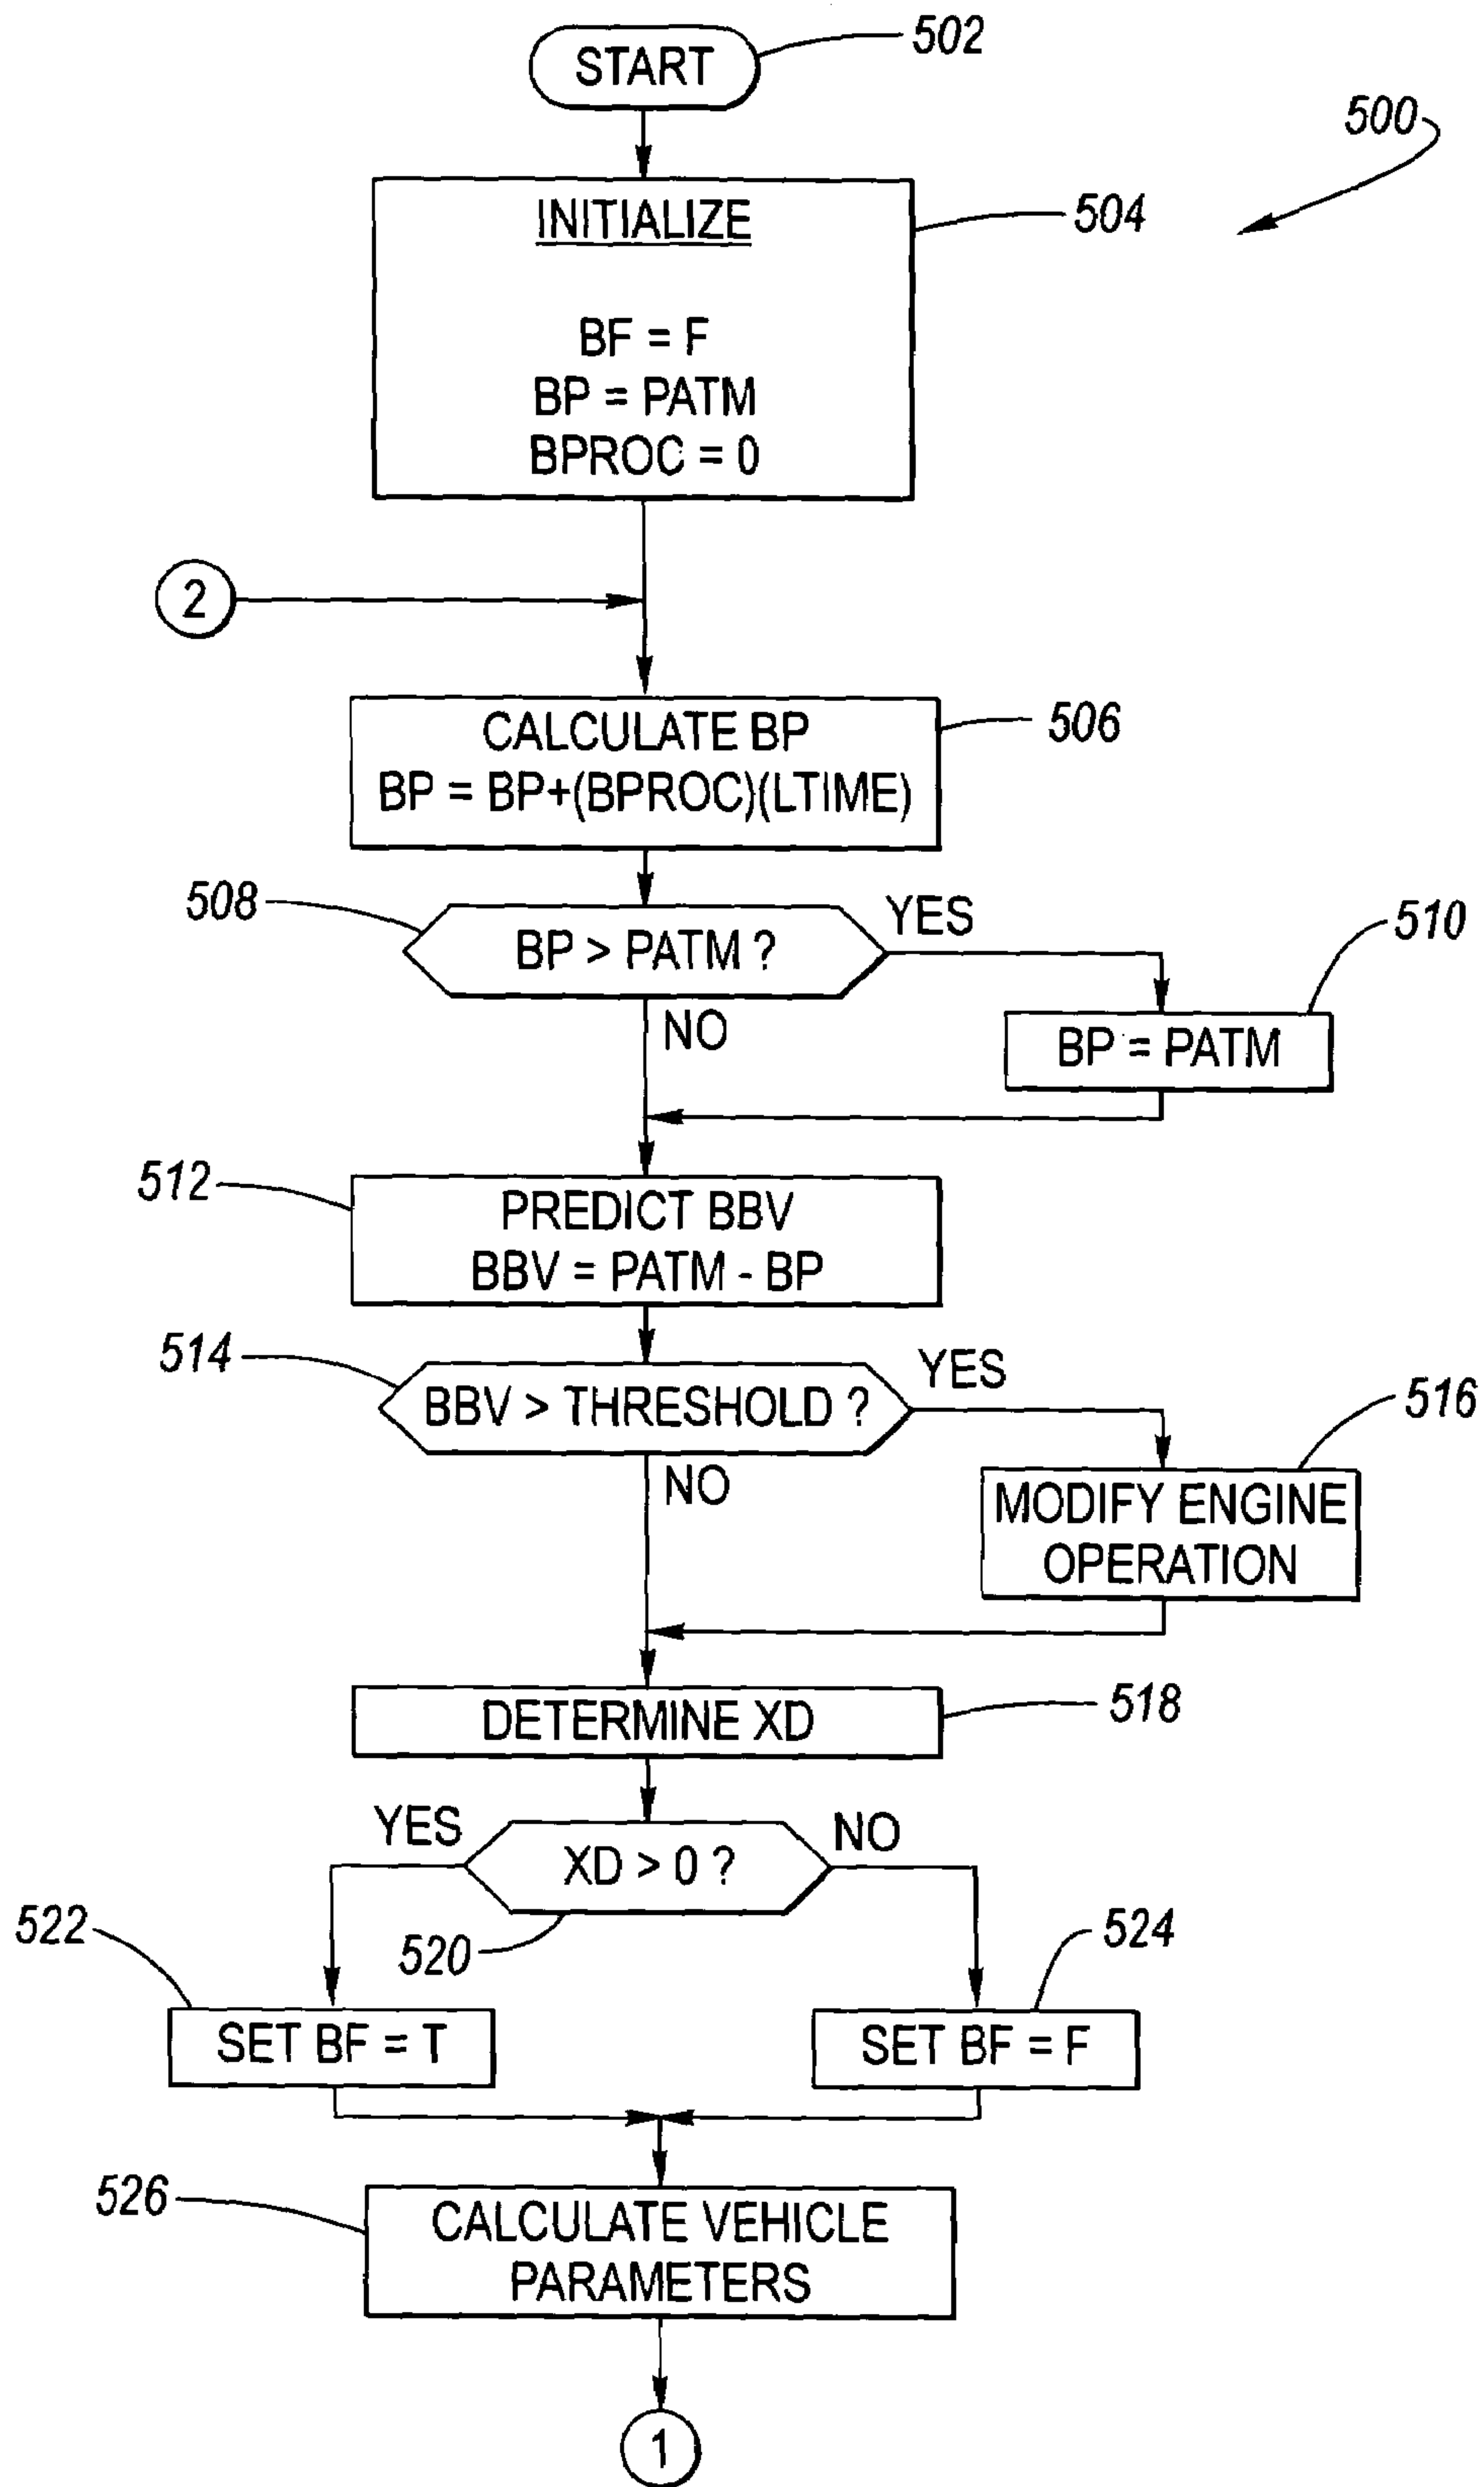 START
502
500
INITIALIZE
504
BF = F
BP = PATM
BPROC = 0
2
CALCULATE BP
506
BP = BP+(BPROC)(LTIME)
508
BP > PATM ?
YES
510
NO
BP = PATM
512
PREDICT BBV
BBV = PATM - BP
514
BBV > THRESHOLD ?
YES
516
NO
MODIFY ENGINE
OPERATION
DETERMINE XD
518
YES
XD > 0 ?
NO
522
520
524
SET BF = T
SET BF = F
526
CALCULATE VEHICLE
PARAMETERS
1